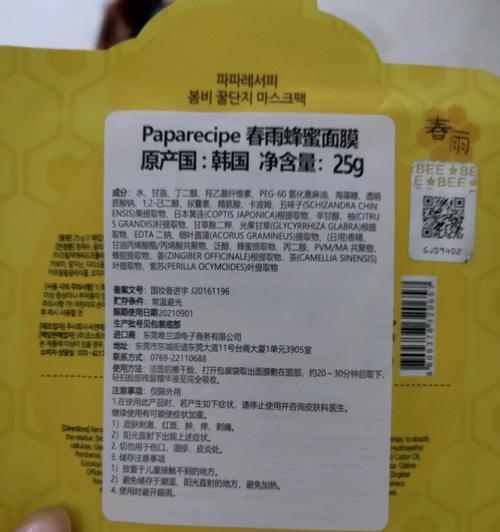 파파레서피
봄비 꿀단지 마스크팩
春雨
BEE
GJ09402
Paparecipe 春雨蜂蜜面膜
原产国：韩国 净含量：25g
成分：水、甘油、丁二醇、羟乙基纤维素、PEG-60 氢化蓖麻油、海藻糖、透明
质酸钠、1,2-己二醇、尿囊素、精氨酸、卡波姆、五味子(SCHIZANDRA CHIN
ENSIS)果提取物、日本黄连(COPTIS JAPONICA)根提取物、辛甘醇、柚(CITRU
S GRANDIS)籽提取物、甘草酸二钾、光果甘草(GLYCYRRHIZA GLABRA)根提
取物、EDTA 二钠、细叶菖蒲(ACORUS GRAMINEUS)提取物、(日用)香精、
甘油丙烯酸酯/丙烯酸共聚物、泛醇、蜂蜜提取物、丙二醇、PVM/MA 共聚物、
蜂胶提取物、姜(ZINGIBER OFFICINALE)根提取物、茶(CAMELLIA SINENSIS)
叶提取物、紫苏(PERILLA OCYMOIDES)叶提取物
备案文号：国妆备进字 J20161196
贮存条件：常温避光
限期使用日期20210901
生产批号见包装底部
进口商： 东莞唯兰颂电子商务有限公司
地址： 东莞市东城街道东莞大道11号台商大厦1单元3905室
联系方式： 0769-22110688
使用方法：洁面后擦干脸，打开包装袋取出面膜敷在面部，约20～30分钟后取下，
轻拍脸部残留精华液至完全吸收。
注意事项：仅限外用
1.在使用此产品时，若产生如下症状，请停止使用并咨询皮肤科医生。
继续使用有可能使症状加重。
1）皮肤刺激、红斑、肿、痒、刺痛。
2）阳光直射下出现上述症状。
2. 切勿用于伤口，湿疹，皮炎处。
3. 储存注意事项
1）放置于儿童接触不到的地方。
2）避免储存于潮湿、阳光直射的地方，避免加热。
4. 使用时避开眼周。